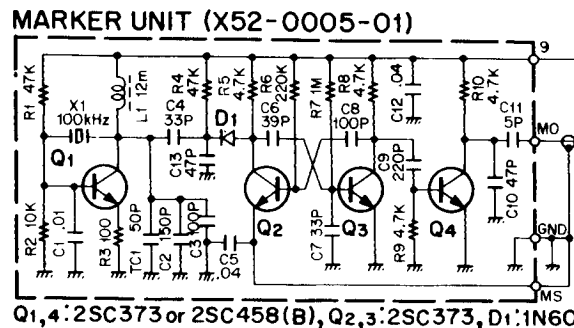 MARKER UNIT (X52-0005-01)
9
R1 47K
L1 12m
R4 47K
R5 4.7K
R6 220K
R7 1M
R8 4.7K
C12 .04
R10 4.7K
X1
100kHz
C4
33P
D1
C6
39P
C8
100P
C11
5P
MO
Q1
C13 47P
C9 220P
C10 47P
R2 10K
C1 .01
R3 100
TC1 50P
C2 150P
C3 100P
C5
.04
Q2
C7 33P
Q3
R9 4.7K
Q4
GND
MS
Q1,4:2SC373 or 2SC458(B), Q2,3:2SC373, D1:1N60